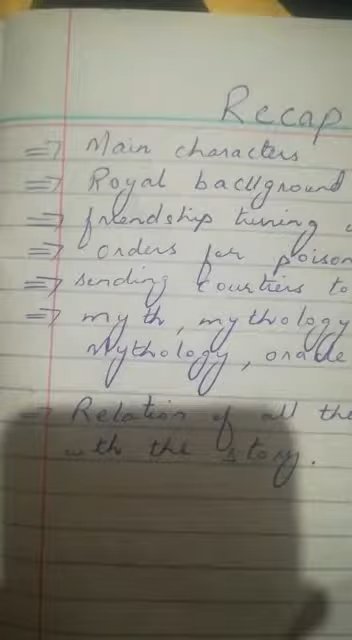 Recap
=> Main characters
=> Royal background
=> friendship turning
=> orders for poison
=> sending courtiers to
=> myth, mythology
Mythology, oracle
=> Relation of all the
with the story.